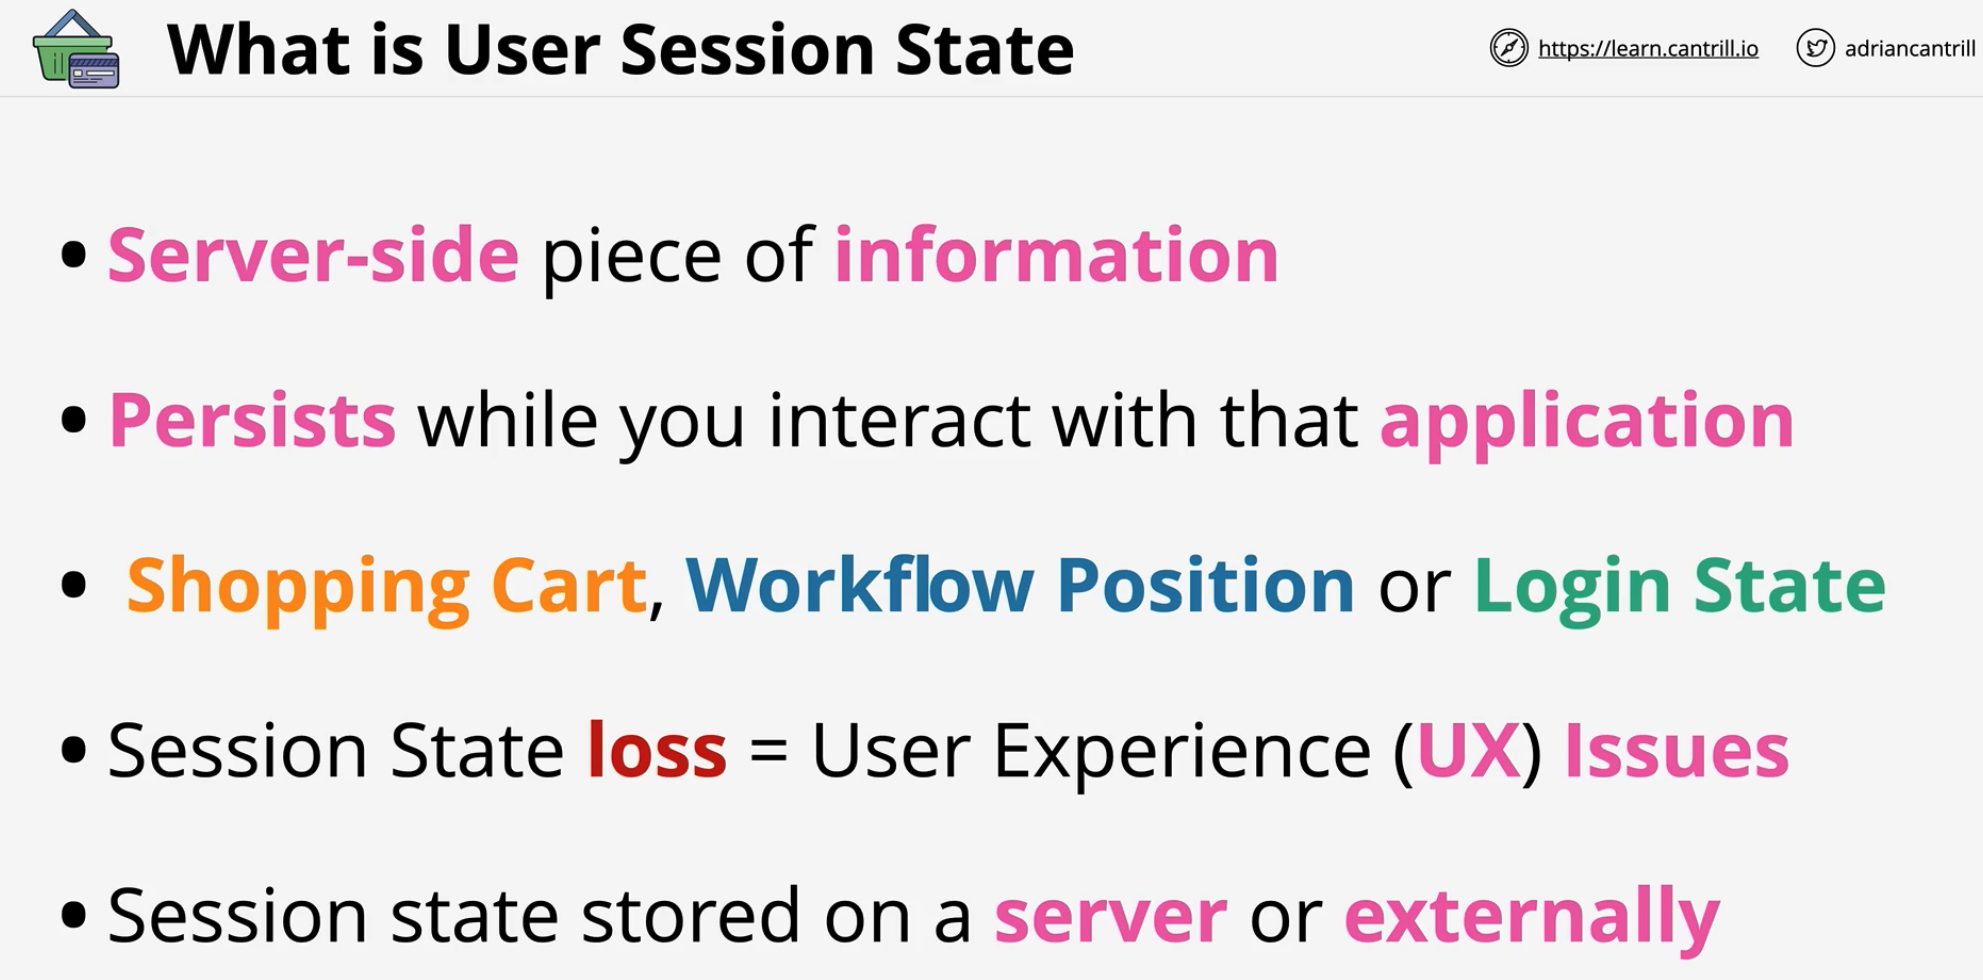 What is User Session State
https://learn.cantrill.io
adriancantrill
• Server-side piece of information
• Persists while you interact with that application
• Shopping Cart, Workflow Position or Login State
• Session State loss = User Experience (UX) Issues
• Session state stored on a server or externally